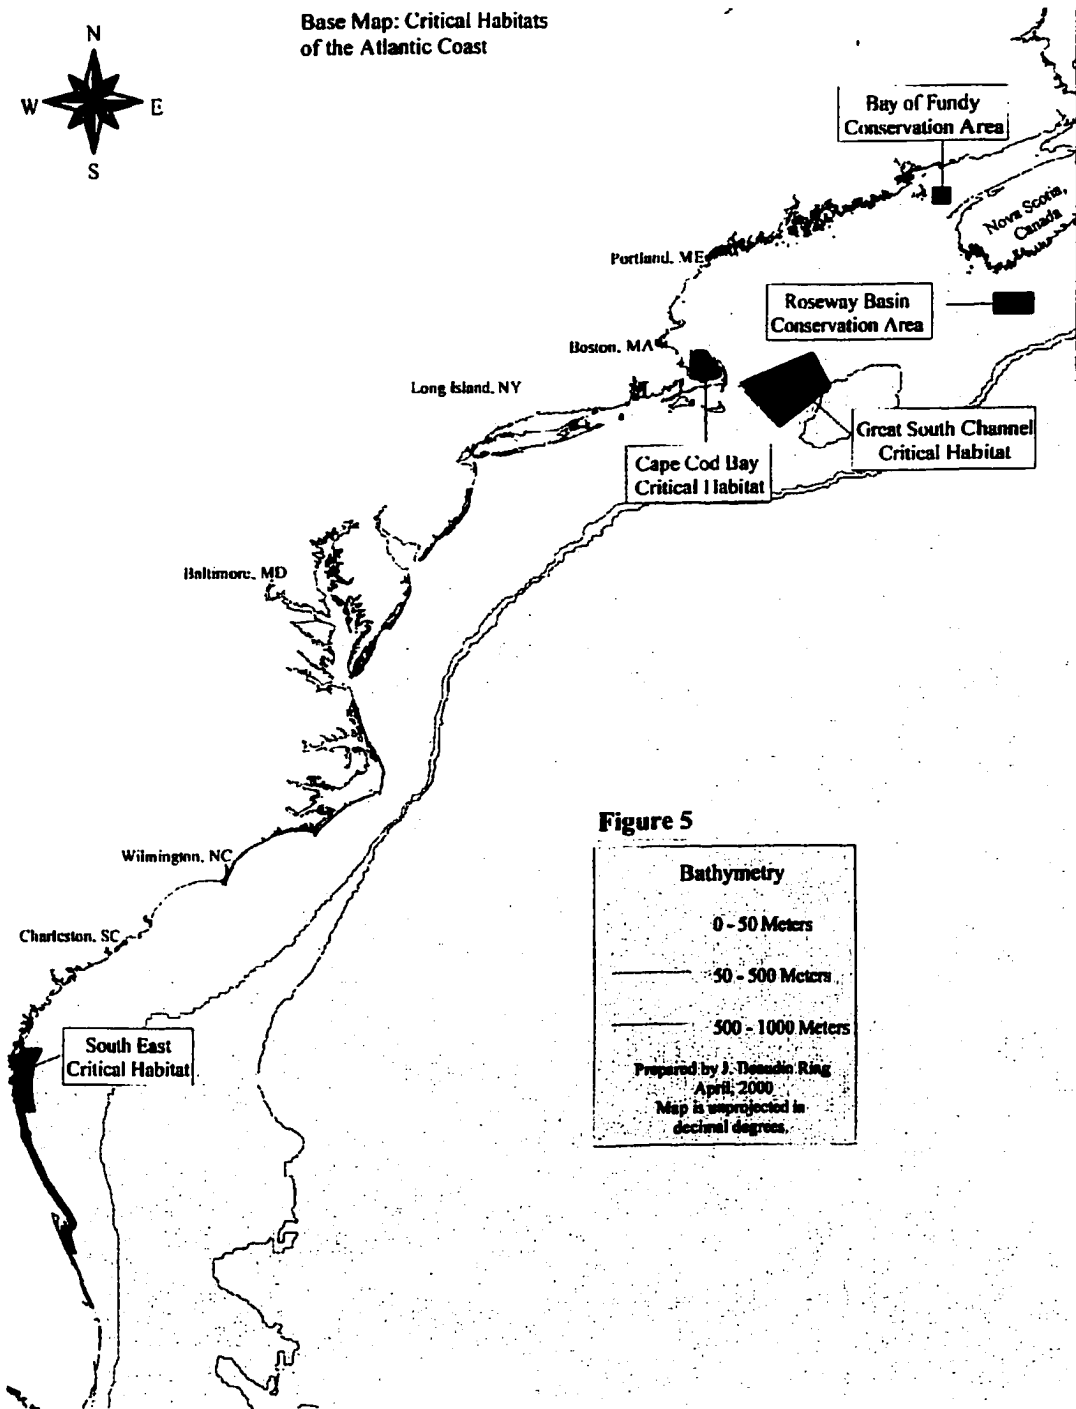 Base Map: Critical Habitats
of the Atlantic Coast
N
W
E
S
Bay of Fundy
Conservation Area
Nova Scotia,
Canada
Portland, ME
Roseway Basin
Conservation Area
Boston, MA
Long Island, NY
Great South Channel
Critical Habitat
Cape Cod Bay
Critical Habitat
Baltimore, MD
Figure 5
Wilmington, NC
Bathymetry
0 - 50 Meters
Charleston, SC
50 - 500 Meters
500 - 1000 Meters
South East
Critical Habitat
Prepared by J. Beaudin Ring
April, 2000
Map is unprojected in
decimal degrees.